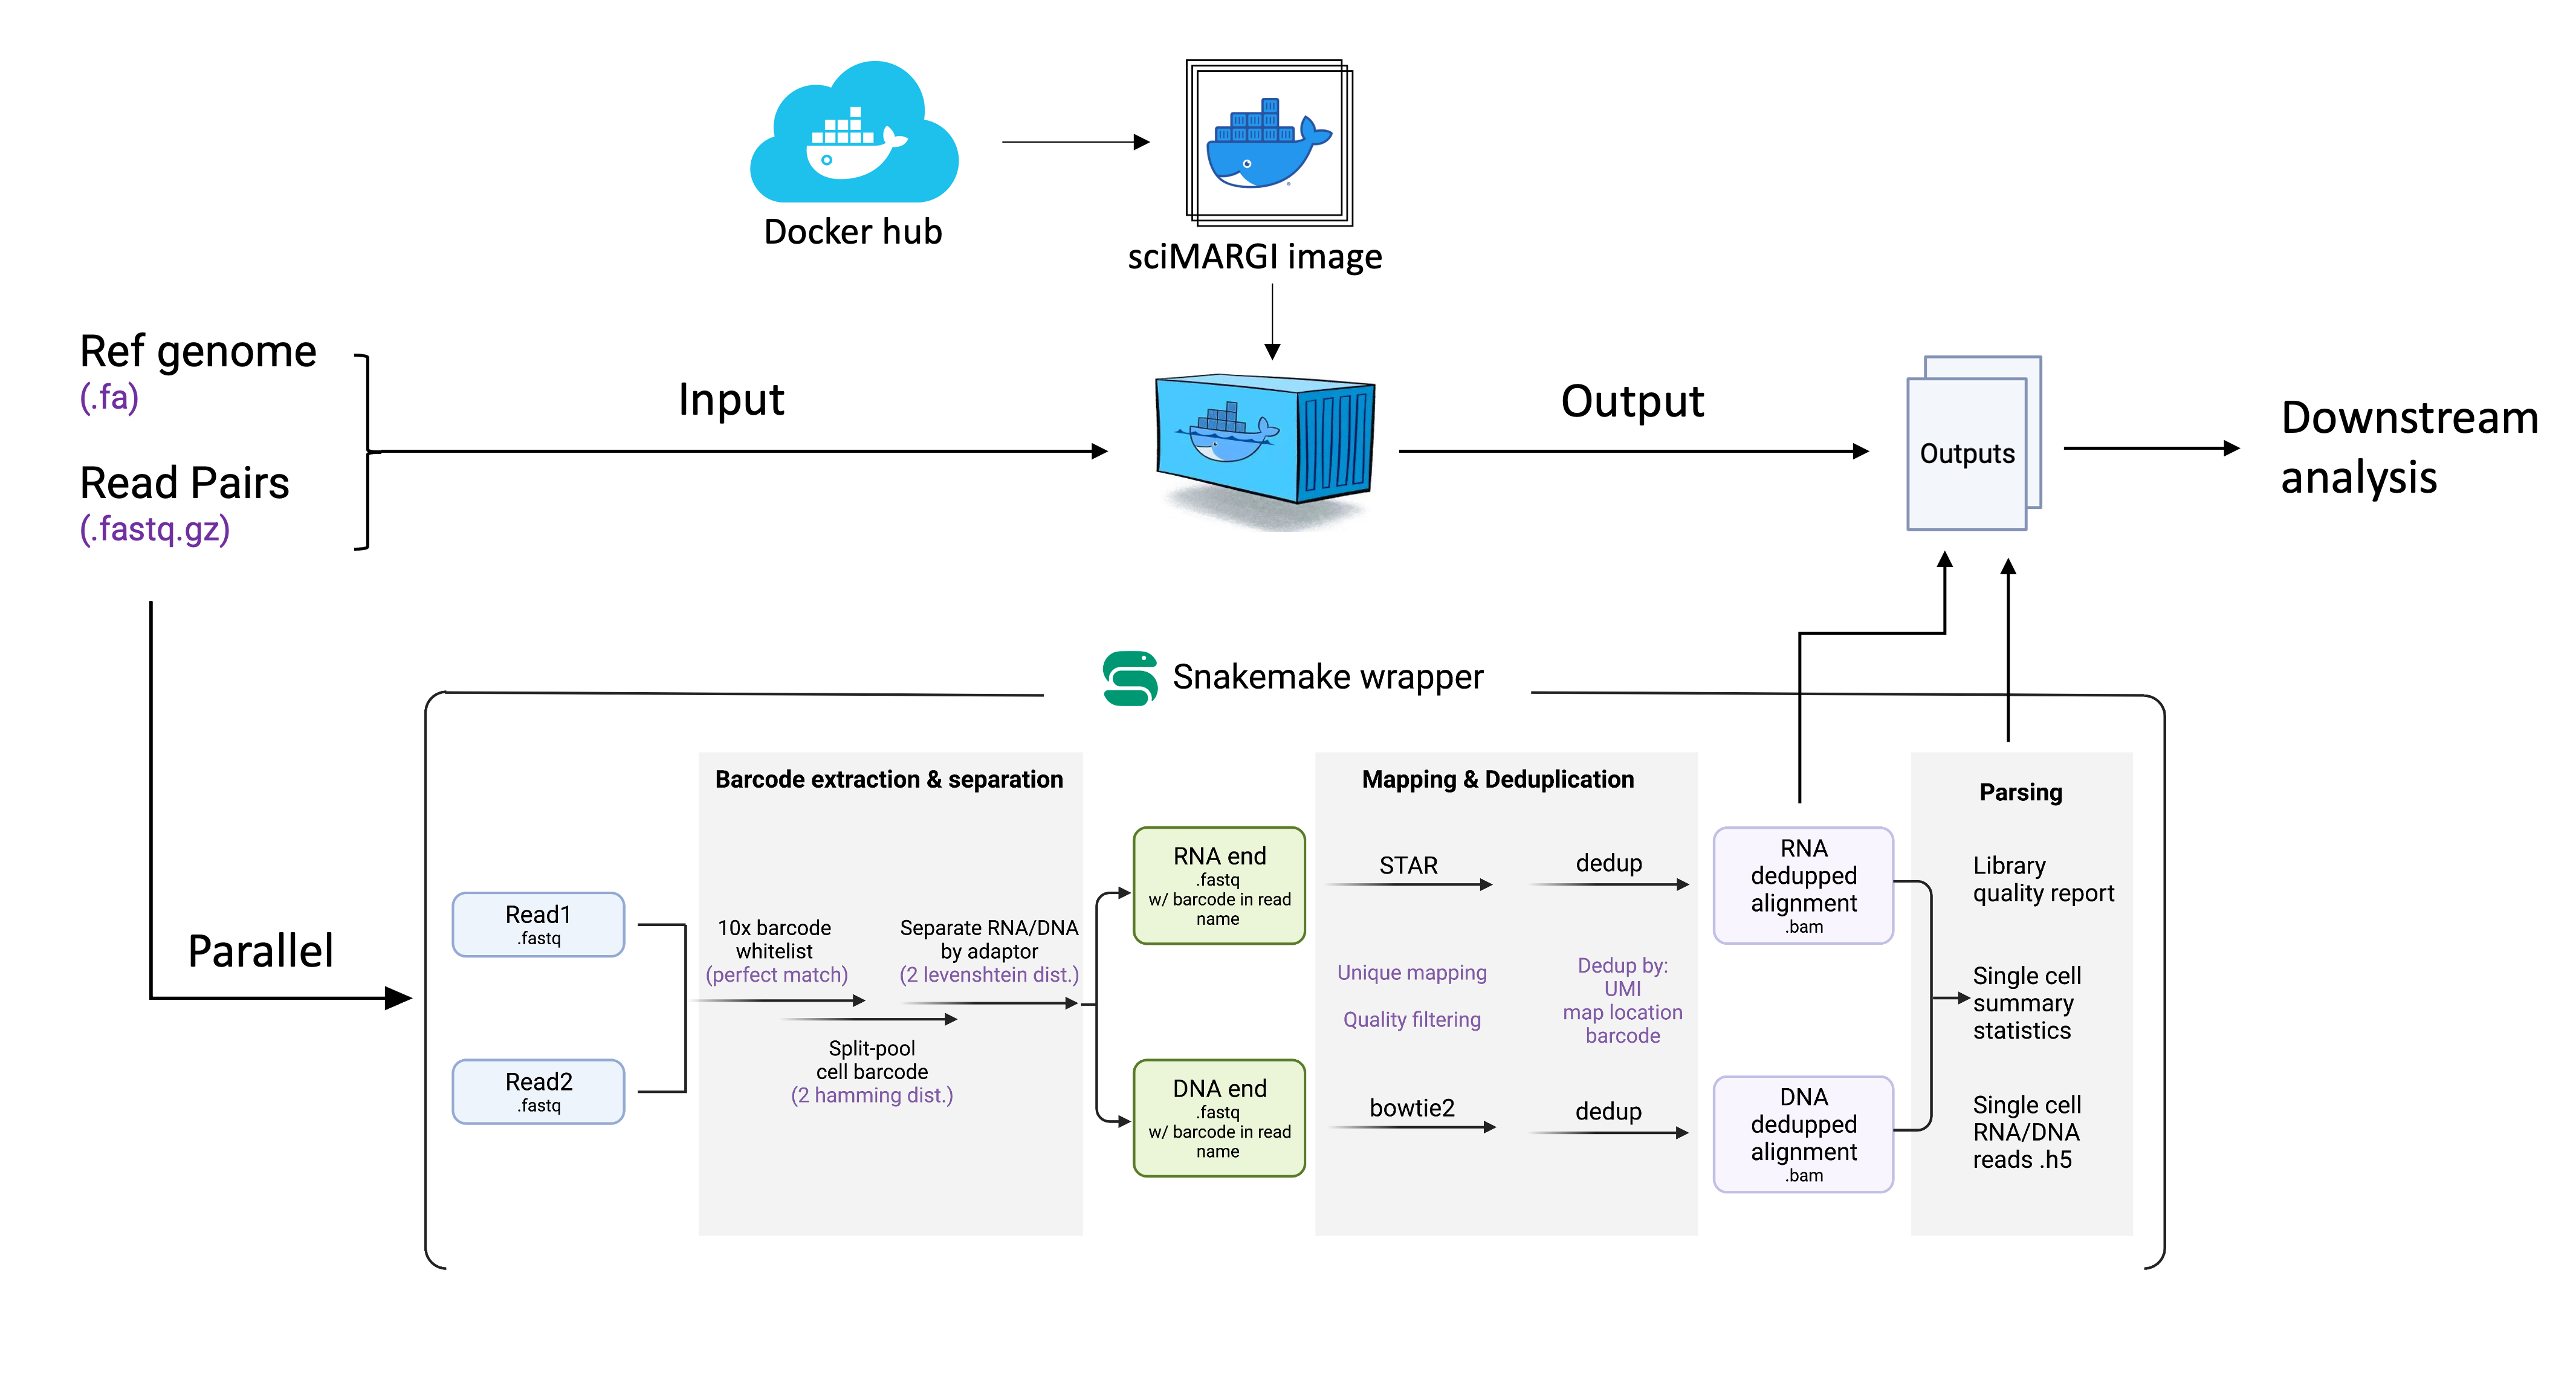 Docker hub
sciMARGI image
Ref genome
(.fa)
Read Pairs
(.fastq.gz)
Input
Output
Outputs
Downstream
analysis
Parallel
Snakemake wrapper
Read1
.fastq
Read2
.fastq
Barcode extraction & separation
10x barcode
whitelist
(perfect match)
Separate RNA/DNA
by adaptor
(2 levenshtein dist.)
Split-pool
cell barcode
(2 hamming dist.)
RNA end
.fastq
w/ barcode in read
name
DNA end
.fastq
w/ barcode in read
name
Mapping & Deduplication
STAR
dedup
Unique mapping
Quality filtering
Dedup by:
UMI
map location
barcode
bowtie2
dedup
RNA
dedupped
alignment
.bam
DNA
dedupped
alignment
.bam
Parsing
Library
quality report
Single cell
summary
statistics
Single cell
RNA/DNA
reads .h5